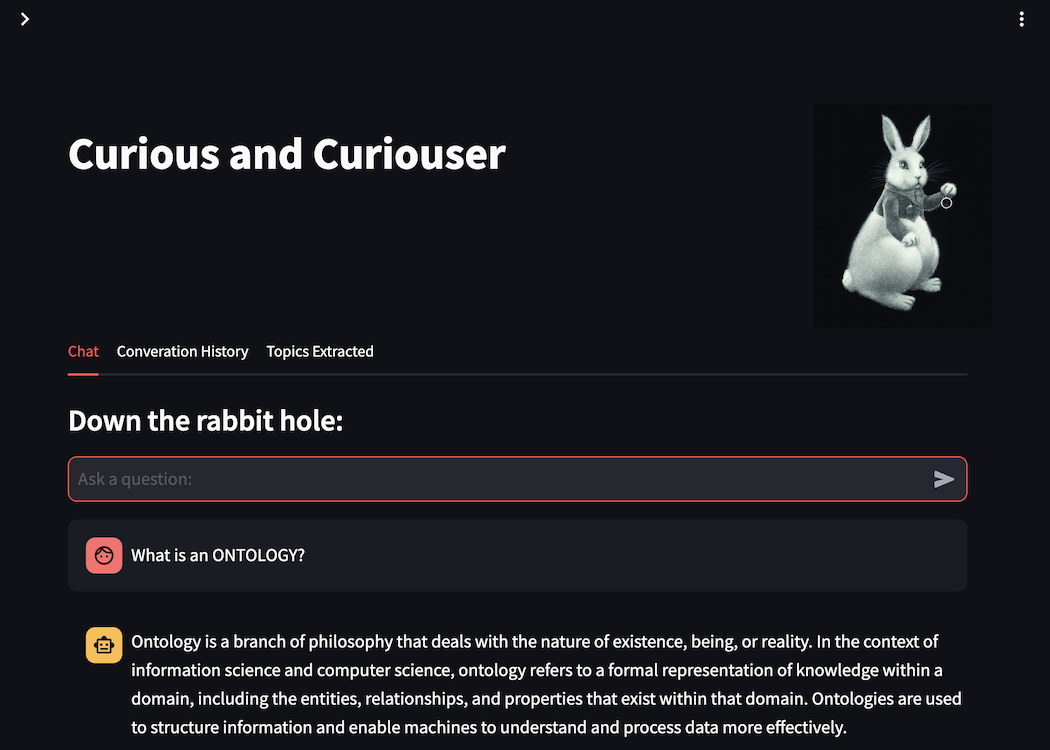 Curious and Curiouser
Chat Converation History Topics Extracted
Down the rabbit hole:
Ask a question:
What is an ONTOLOGY?
Ontology is a branch of philosophy that deals with the nature of existence, being, or reality. In the context of
information science and computer science, ontology refers to a formal representation of knowledge within a
domain, including the entities, relationships, and properties that exist within that domain. Ontologies are used
to structure information and enable machines to understand and process data more effectively.